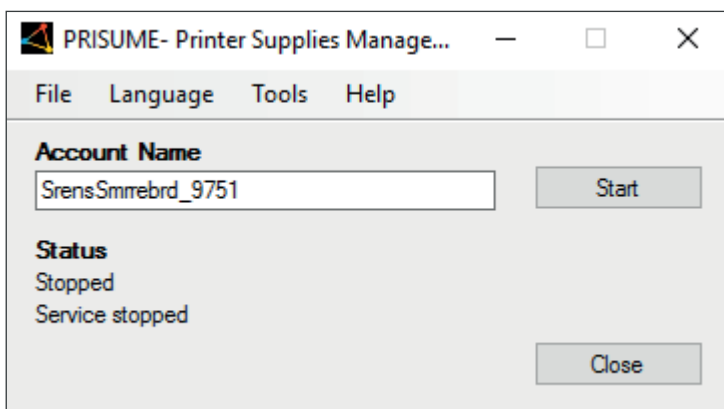 PRISUME- Printer Supplies Manage...
File Language Tools Help
Account Name
SrensSmrrebrd_9751
Start
Status
Stopped
Service stopped
Close